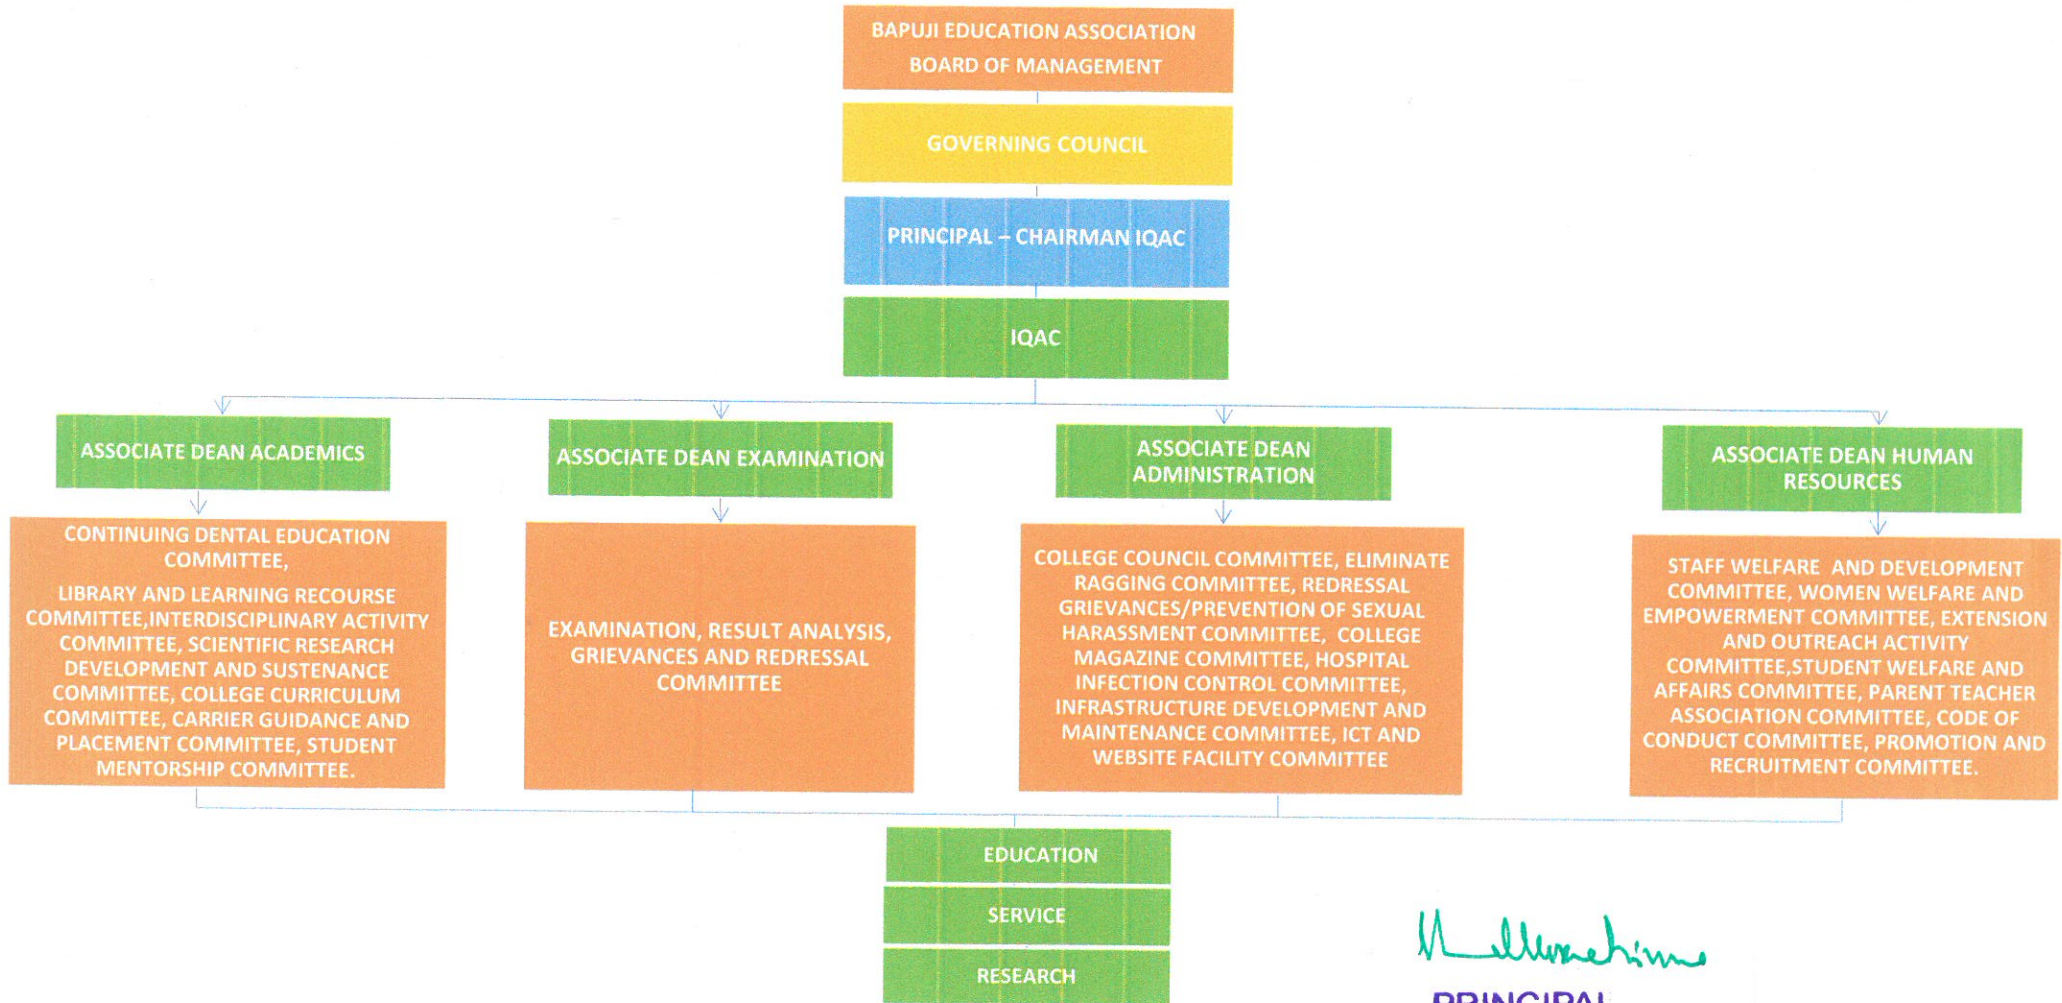 BAPUJI EDUCATION ASSOCIATION
BOARD OF MANAGEMENT
GOVERNING COUNCIL
PRINCIPAL – CHAIRMAN IQAC
IQAC
ASSOCIATE DEAN ACADEMICS
ASSOCIATE DEAN EXAMINATION
ASSOCIATE DEAN
ADMINISTRATION
ASSOCIATE DEAN HUMAN
RESOURCES
CONTINUING DENTAL EDUCATION
COMMITTEE,
LIBRARY AND LEARNING RECOURSE
COMMITTEE,INTERDISCIPLINARY ACTIVITY
COMMITTEE, SCIENTIFIC RESEARCH
DEVELOPMENT AND SUSTENANCE
COMMITTEE, COLLEGE CURRICULUM
COMMITTEE, CARRIER GUIDANCE AND
PLACEMENT COMMITTEE, STUDENT
MENTORSHIP COMMITTEE.
EXAMINATION, RESULT ANALYSIS,
GRIEVANCES AND REDRESSAL
COMMITTEE
COLLEGE COUNCIL COMMITTEE, ELIMINATE
RAGGING COMMITTEE, REDRESSAL
GRIEVANCES/PREVENTION OF SEXUAL
HARASSMENT COMMITTEE, COLLEGE
MAGAZINE COMMITTEE, HOSPITAL
INFECTION CONTROL COMMITTEE,
INFRASTRUCTURE DEVELOPMENT AND
MAINTENANCE COMMITTEE, ICT AND
WEBSITE FACILITY COMMITTEE
STAFF WELFARE AND DEVELOPMENT
COMMITTEE, WOMEN WELFARE AND
EMPOWERMENT COMMITTEE, EXTENSION
AND OUTREACH ACTIVITY
COMMITTEE,STUDENT WELFARE AND
AFFAIRS COMMITTEE, PARENT TEACHER
ASSOCIATION COMMITTEE, CODE OF
CONDUCT COMMITTEE, PROMOTION AND
RECRUITMENT COMMITTEE.
EDUCATION
SERVICE
RESEARCH
PRINCIPAL